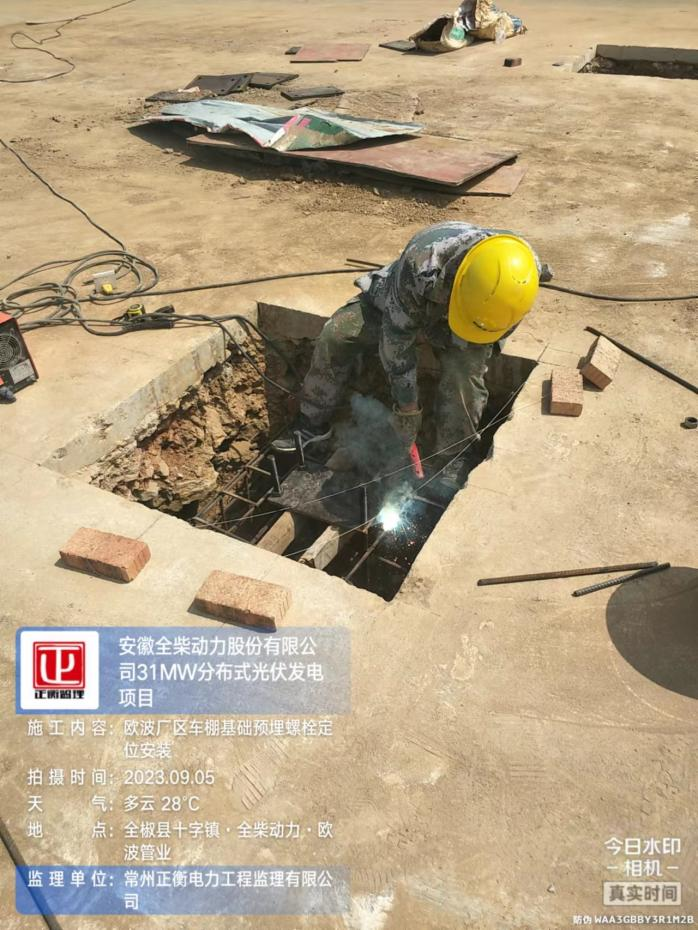 安徽全柴动力股份有限公
司31MW分布式光伏发电
项目
正衡管理
施工内容：欧波厂区车棚基础预埋螺栓定
位安装
拍摄时间：2023.09.05
天气：多云 28℃
地点：全椒县十字镇·全柴动力·欧
波管业
监理单位：常州正衡电力工程监理有限公
司
今日水印
相机
真实时间
防伪 WAA3GBBY3R1M2B